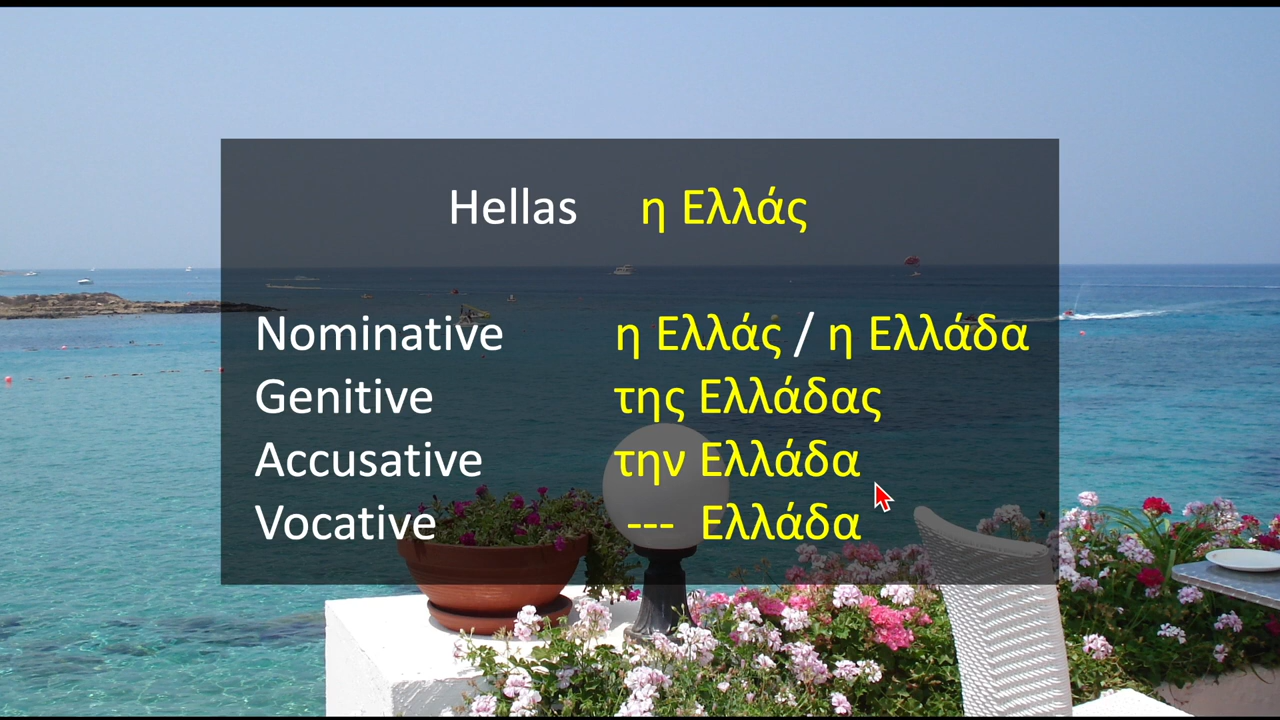 Hellas η Ελλάς
Nominative η Ελλάς / η Ελλάδα
Genitive της Ελλάδας
Accusative την Ελλάδα
Vocative --- Ελλάδα